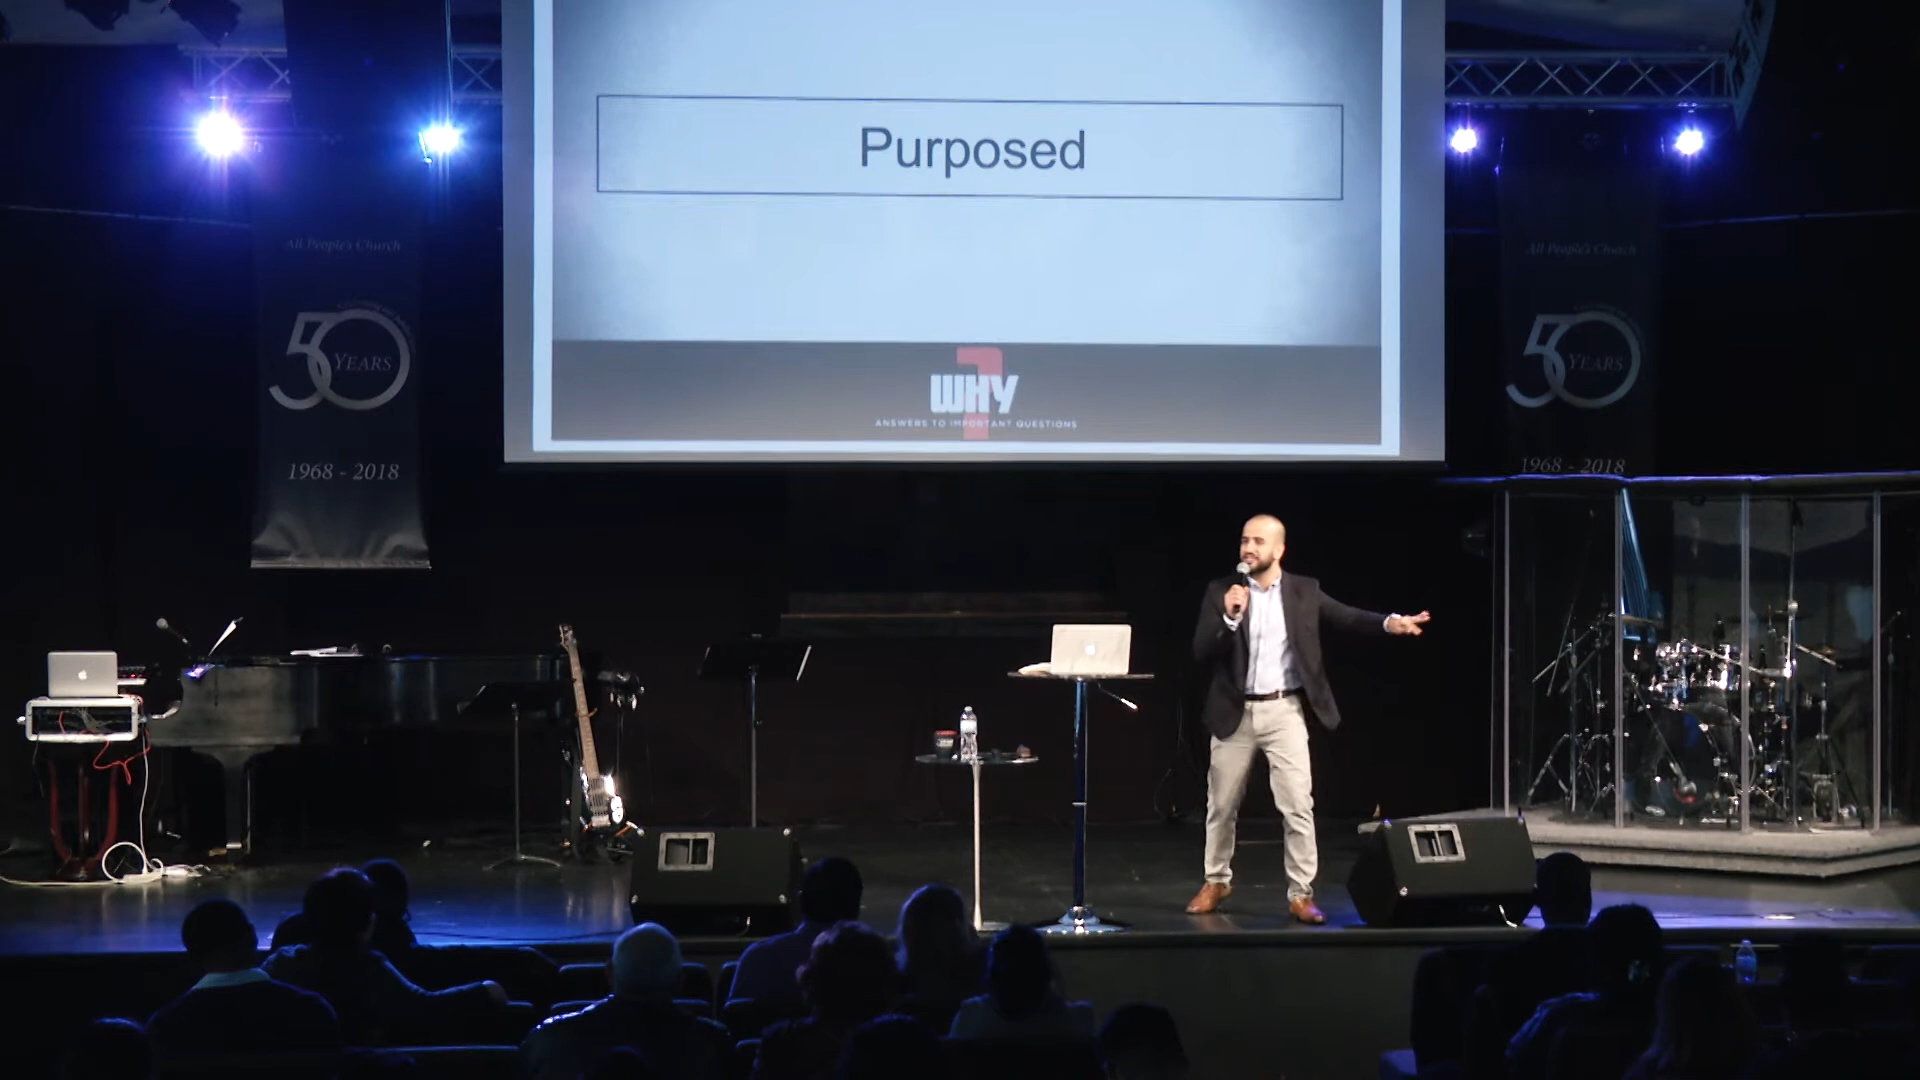 Purposed
WHY
ANSWERS TO IMPORTANT QUESTIONS
All People's Church
50
YEARS
1968 - 2018
All People's Church
50
YEARS
1968 - 2018